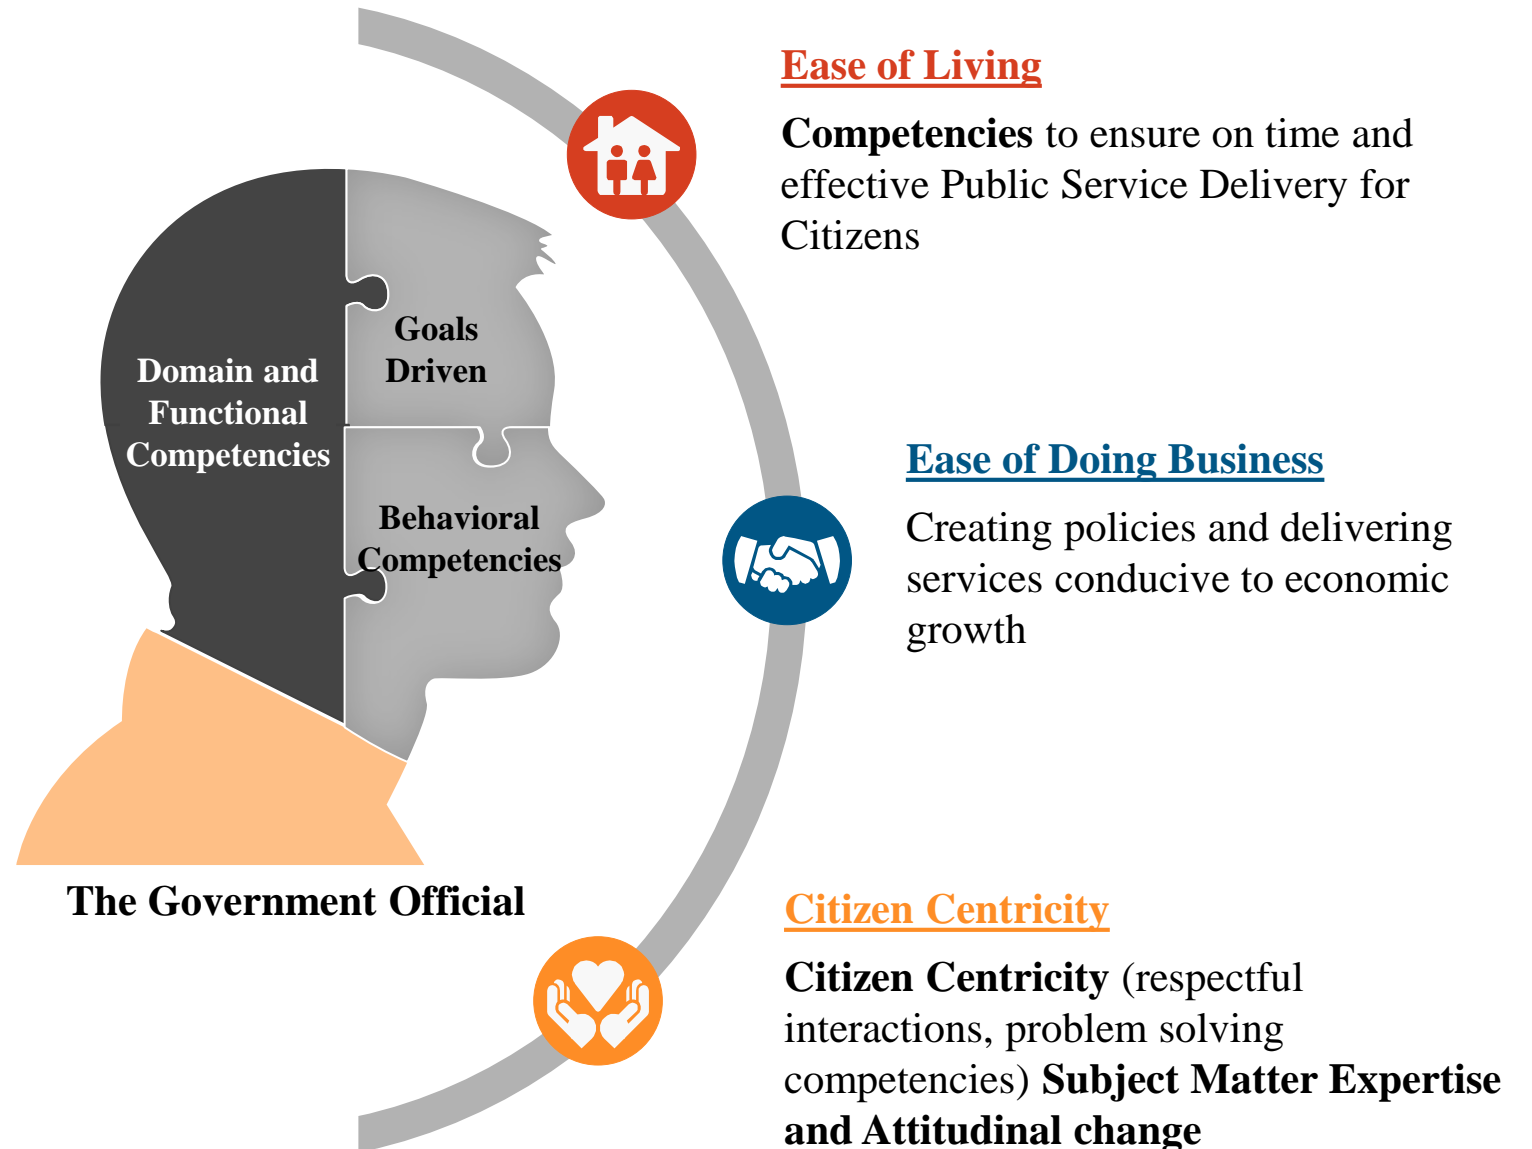 Ease of Living
Competencies to ensure on time and
effective Public Service Delivery for
Citizens
Goals
Driven
Domain and
Functional
Competencies
Behavioral
Competencies
The Government Official
Ease of Doing Business
Creating policies and delivering
services conducive to economic
growth
Citizen Centricity
Citizen Centricity (respectful
interactions, problem solving
competencies) Subject Matter Expertise
and Attitudinal change